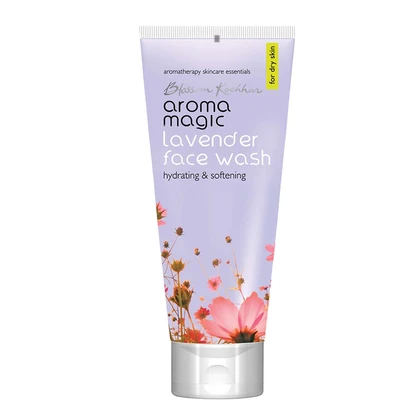 aromatherapy skincare essentials
for dry skin
Blossom Kochhar
aroma
magic
lavender
face wash
hydrating & softening